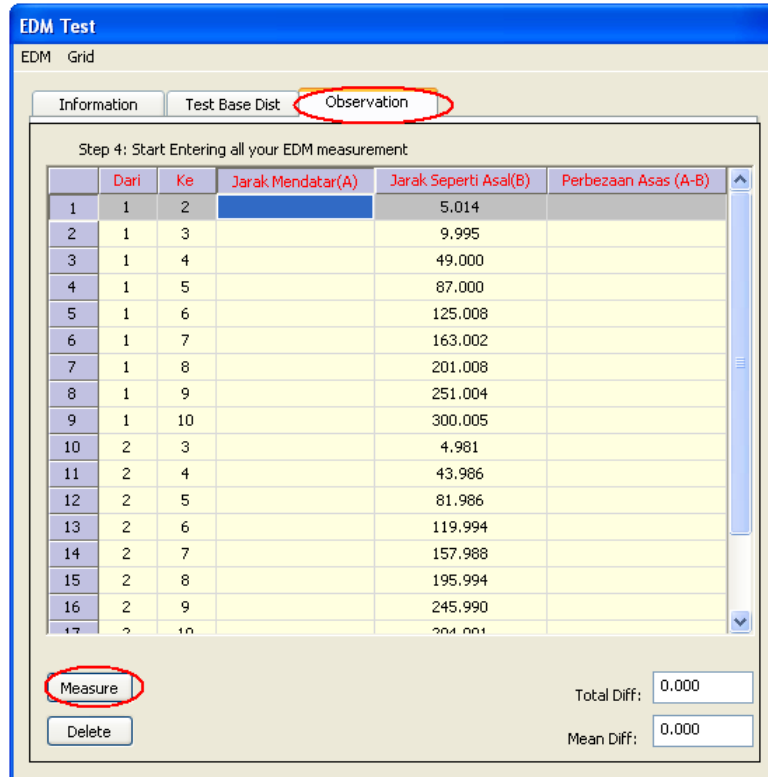 EDM Test
EDM Grid
Information Test Base Dist Observation
Step 4: Start Entering all your EDM measurement
Dari Ke Jarak Mendatar(A) Jarak Seperti Asal(B) Perbezaan Asas (A-B)
1 1 2 5.014
2 1 3 9.995
3 1 4 49.000
4 1 5 87.000
5 1 6 125.008
6 1 7 163.002
7 1 8 201.008
8 1 9 251.004
9 1 10 300.005
10 2 3 4.981
11 2 4 43.986
12 2 5 81.986
13 2 6 119.994
14 2 7 157.988
15 2 8 195.994
16 2 9 245.990
17 2 10
Measure
Total Diff: 0.000
Delete
Mean Diff: 0.000